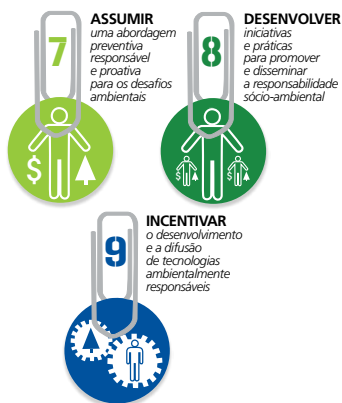 7
ASSUMIR
uma abordagem
preventiva
responsável
e proativa
para os desafios
ambientais
$
8
DESENVOLVER
iniciativas
e práticas
para promover
e disseminar
a responsabilidade
sócio-ambiental
$
9
INCENTIVAR
o desenvolvimento
e a difusão
de tecnologias
ambientalmente
responsáveis